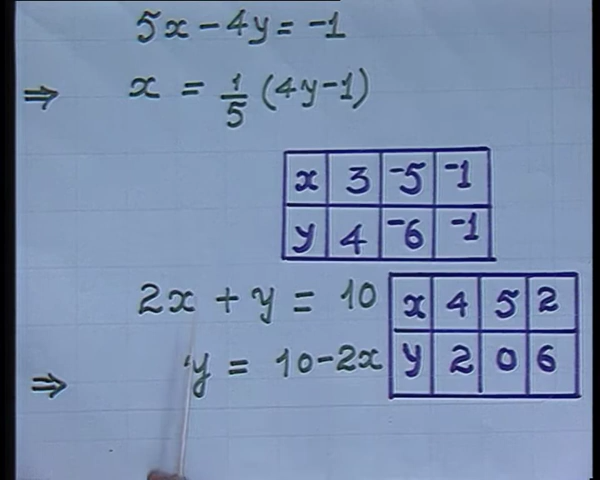 5x - 4y = -1
⇒ x = 1/5 (4y-1)
x 3 -5 -1
y 4 -6 -1
2x + y = 10
⇒ y = 10-2x
x 4 5 2
y 2 0 6